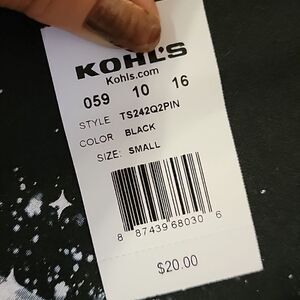 KOHL'S
Kohls.com
059 10 16
STYLE TS242Q2PIN
COLOR BLACK
SIZE: SMALL
8 87439 68030 6
$20.00